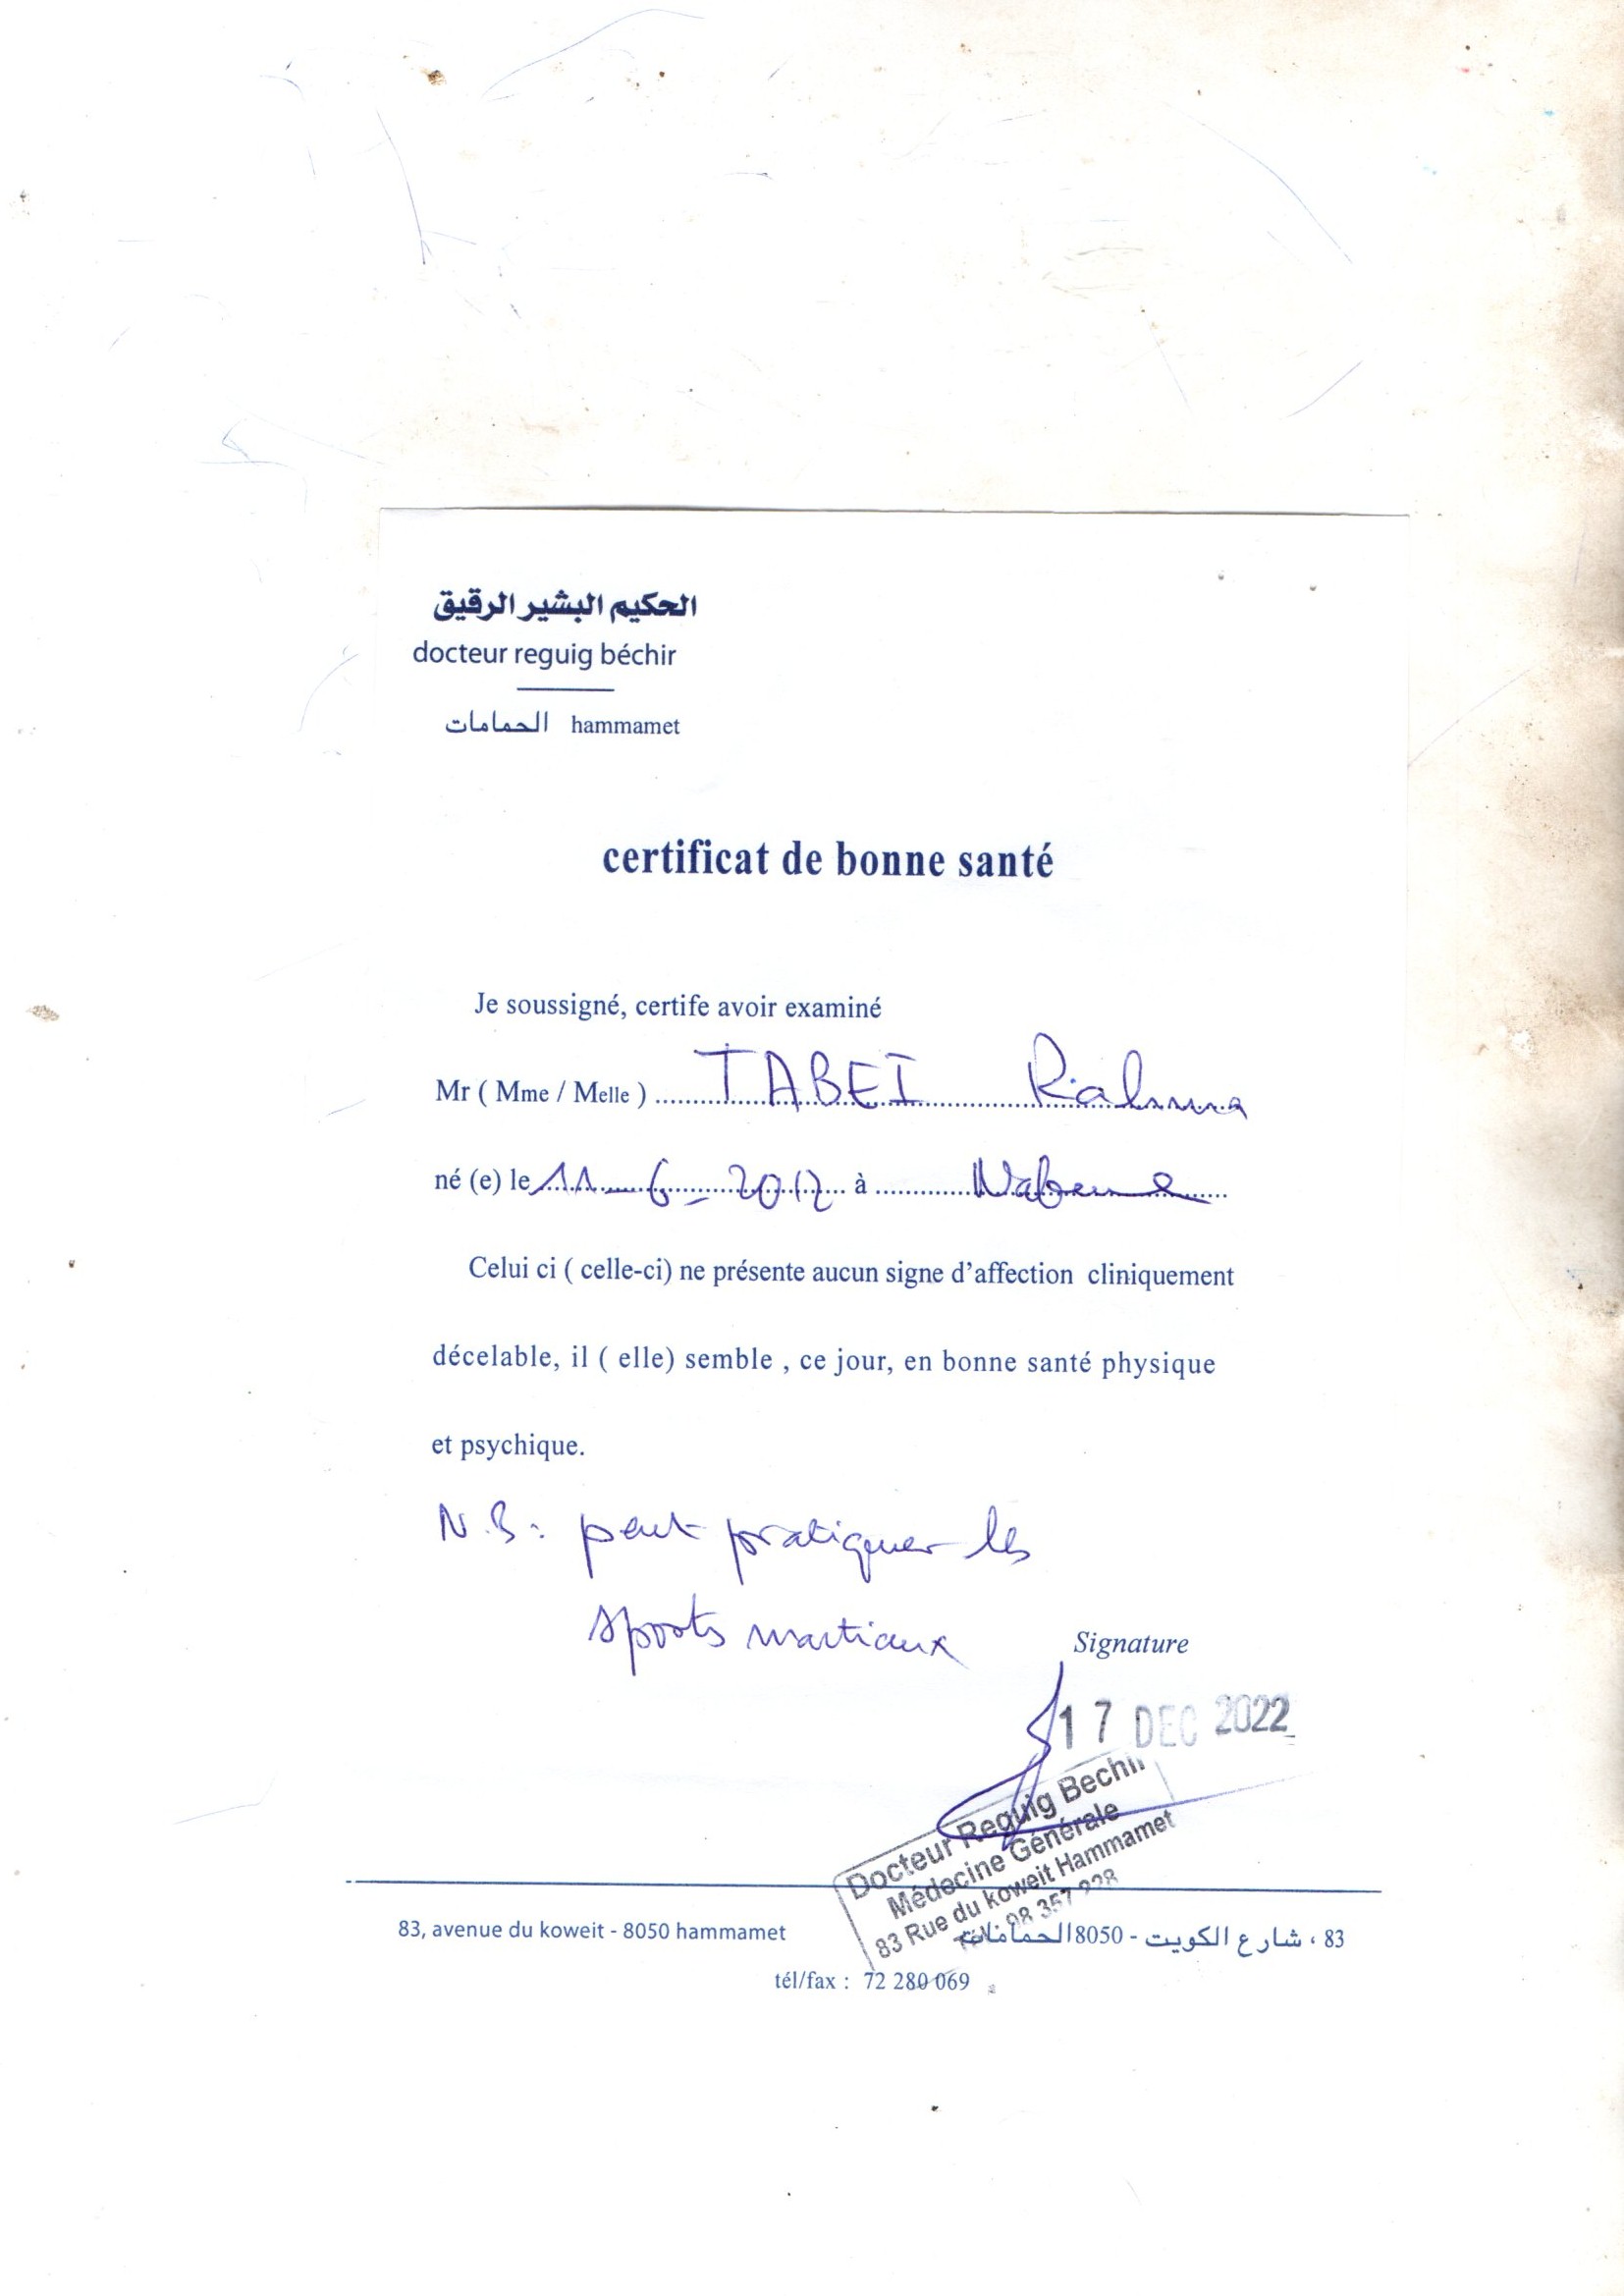 الحكيم البشير الرقيق
docteur reguig béchir
الحمامات hammamet
certificat de bonne santé
Je soussigné, certife avoir examiné
Mr ( Mme / Melle ) TABEI Rahma
né (e) le 11 - 6 - 2012 à
Celui ci ( celle-ci) ne présente aucun signe d'affection cliniquement
décelable, il ( elle) semble , ce jour, en bonne santé physique
et psychique.
N.B: peut pratiquer les
sports martiaux
Signature
17 DEC 2022
Docteur Reguig Bechir
Médecine Générale
83 Rue du koweit Hammamet
98 357
83, avenue du koweit - 8050 hammamet
83 ، شارع الكويت - 8050 الحمامات
tél/fax : 72 280 069